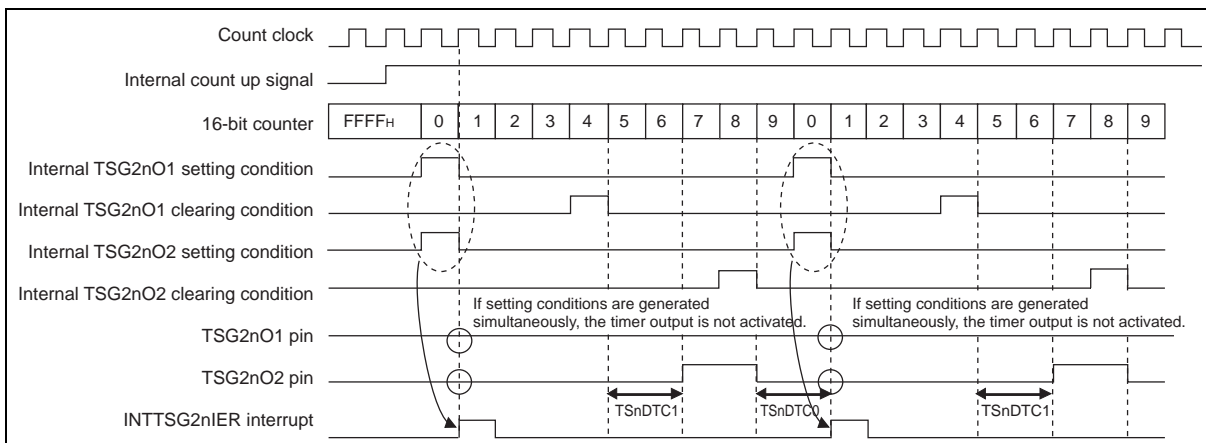 Count clock
Internal count up signal
16-bit counter
FFFFH 0 1 2 3 4 5 6 7 8 9 0 1 2 3 4 5 6 7 8 9
Internal TSG2nO1 setting condition
Internal TSG2nO1 clearing condition
Internal TSG2nO2 setting condition
Internal TSG2nO2 clearing condition
If setting conditions are generated
simultaneously, the timer output is not activated.
If setting conditions are generated
simultaneously, the timer output is not activated.
TSG2nO1 pin
TSG2nO2 pin
TSnDTC1 TSnDTC0 TSnDTC1
INTTSG2nIER interrupt